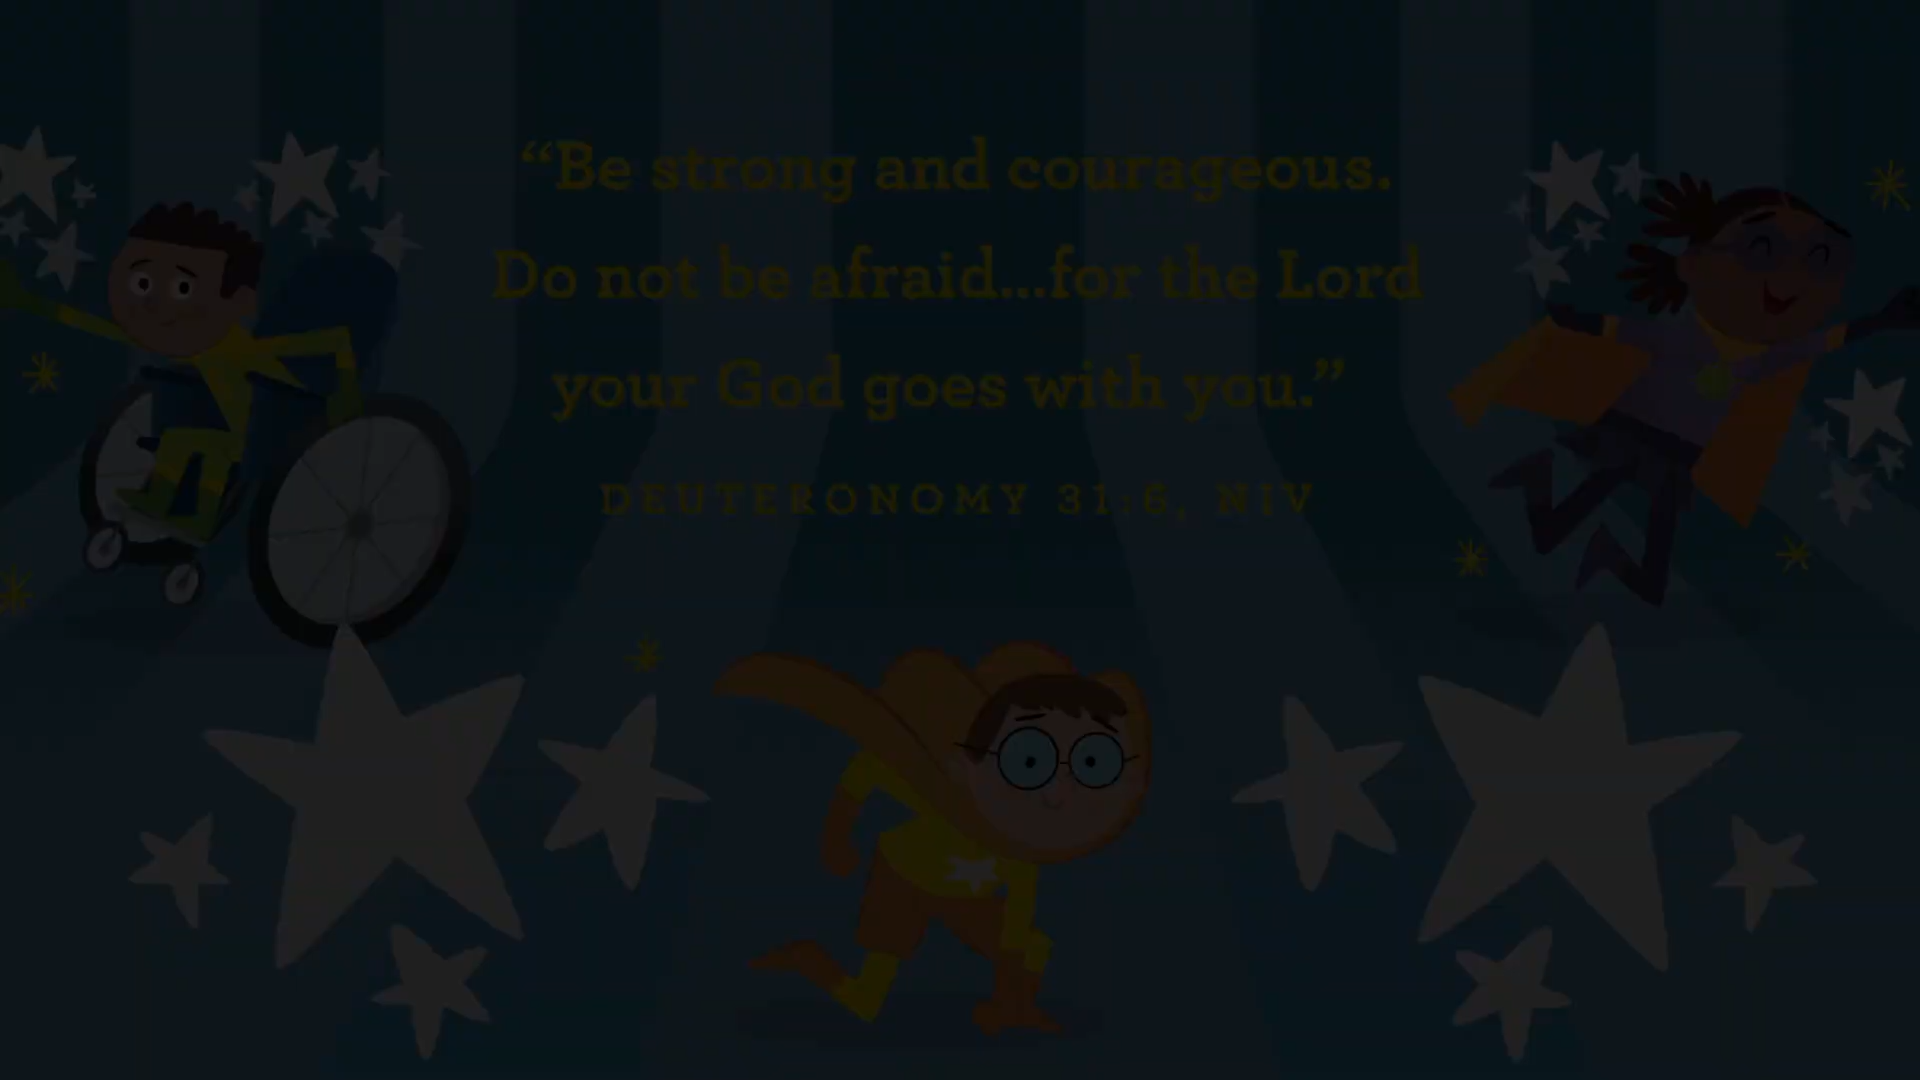 “Be strong and courageous.
Do not be afraid...for the Lord
your God goes with you.”
DEUTERONOMY 31:6, NIV